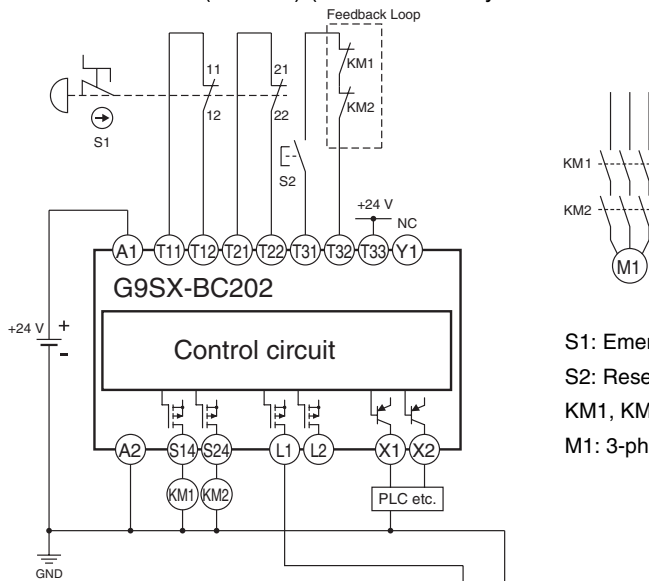 Feedback Loop
KM1
KM2
11
12
21
22
S1
S2
+24 V
NC
A1
T11
T12
T21
T22
T31
T32
T33
Y1
G9SX-BC202
Control circuit
+24 V
+
-
A2
S14
S24
L1
L2
X1
X2
KM1
KM2
PLC etc.
GND
KM1
KM2
M1
S1: Emer
S2: Rese
KM1, KM
M1: 3-ph